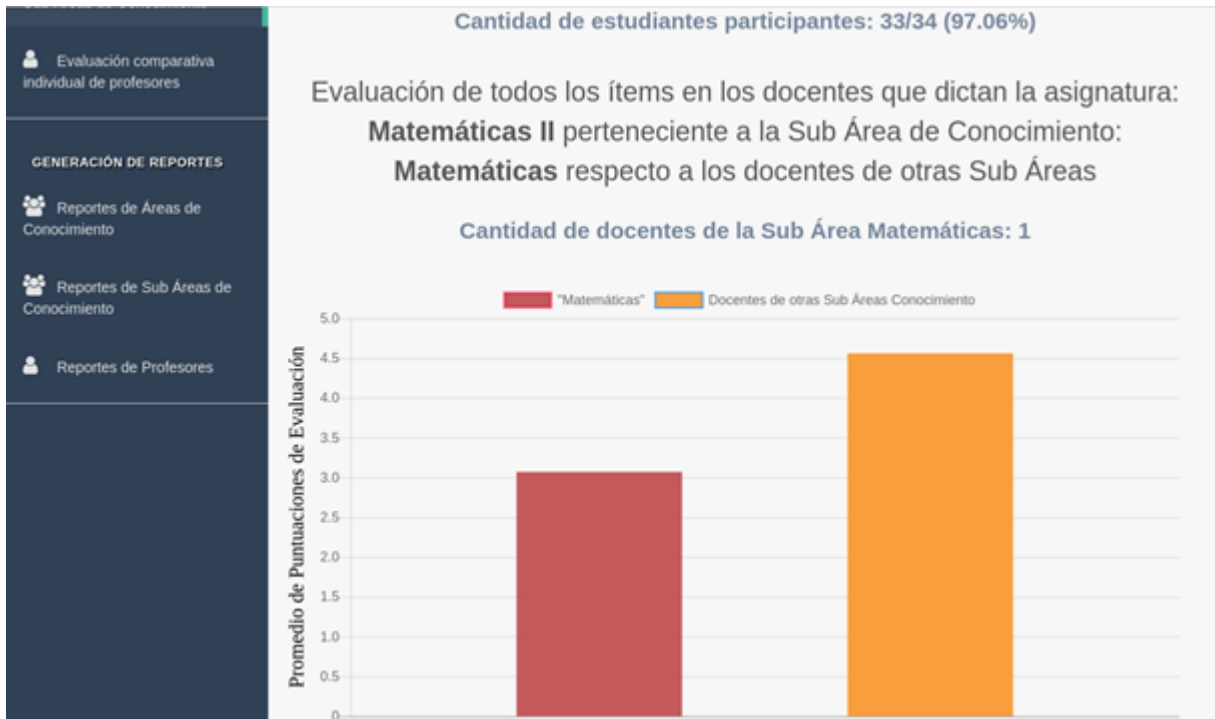 Evaluación comparativa
individual de profesores
GENERACIÓN DE REPORTES
Reportes de Áreas de
Conocimiento
Reportes de Sub Áreas de
Conocimiento
Reportes de Profesores
Cantidad de estudiantes participantes: 33/34 (97.06%)
Evaluación de todos los ítems en los docentes que dictan la asignatura:
Matemáticas II perteneciente a la Sub Área de Conocimiento:
Matemáticas respecto a los docentes de otras Sub Áreas
Cantidad de docentes de la Sub Área Matemáticas: 1
"Matemáticas" Docentes de otras Sub Áreas Conocimiento
Promedio de Puntuaciones de Evaluación
5.0
4.5
4.0
3.5
3.0
2.5
2.0
1.5
1.0
0.5
0